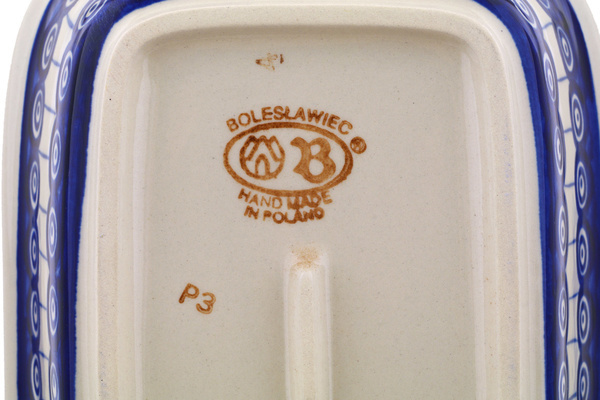 BOLESŁAWIEC ®
B
HAND MADE
IN POLAND
P3